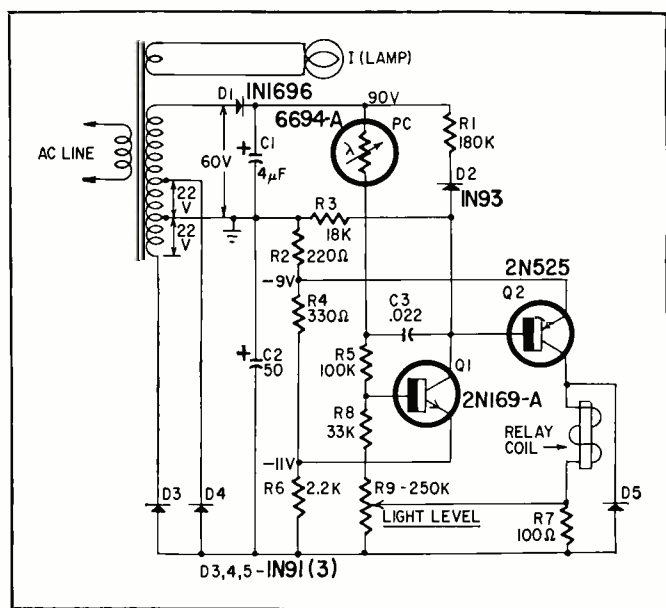 I (LAMP)
D1
IN1696
6694-A
90V
PC
λ
R1
180K
AC LINE
60V
+
C1
4µF
D2
IN93
22
V
22
V
R3
18K
R2
220Ω
-9V
R4
330Ω
2N525
Q2
C3
.022
+
C2
50
R5
100K
Q1
2N169-A
R8
33K
-11V
RELAY
COIL
D3
D4
R6
2.2K
R9-250K
LIGHT LEVEL
R7
100Ω
D5
D3,4,5-IN91(3)